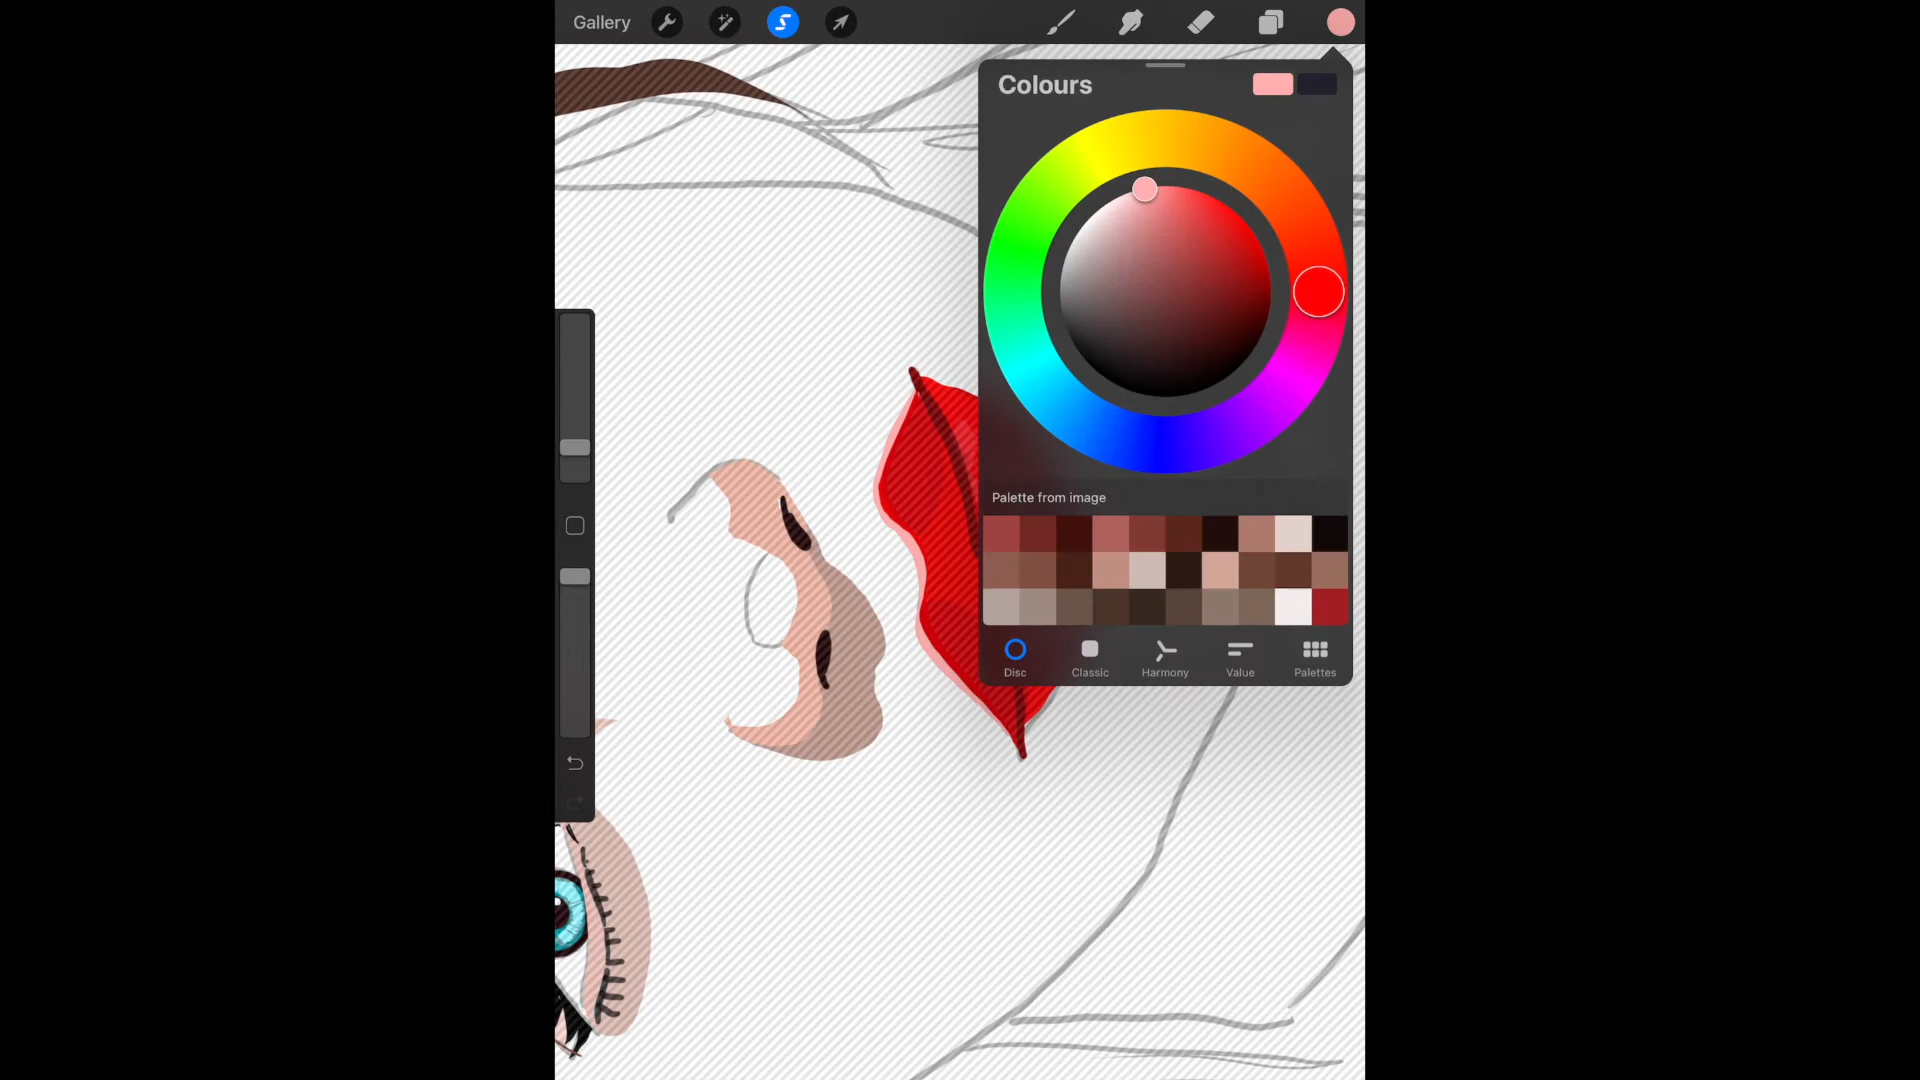 Gallery
Colours
Palette from image
Disc
Classic
Harmony
Value
Palettes